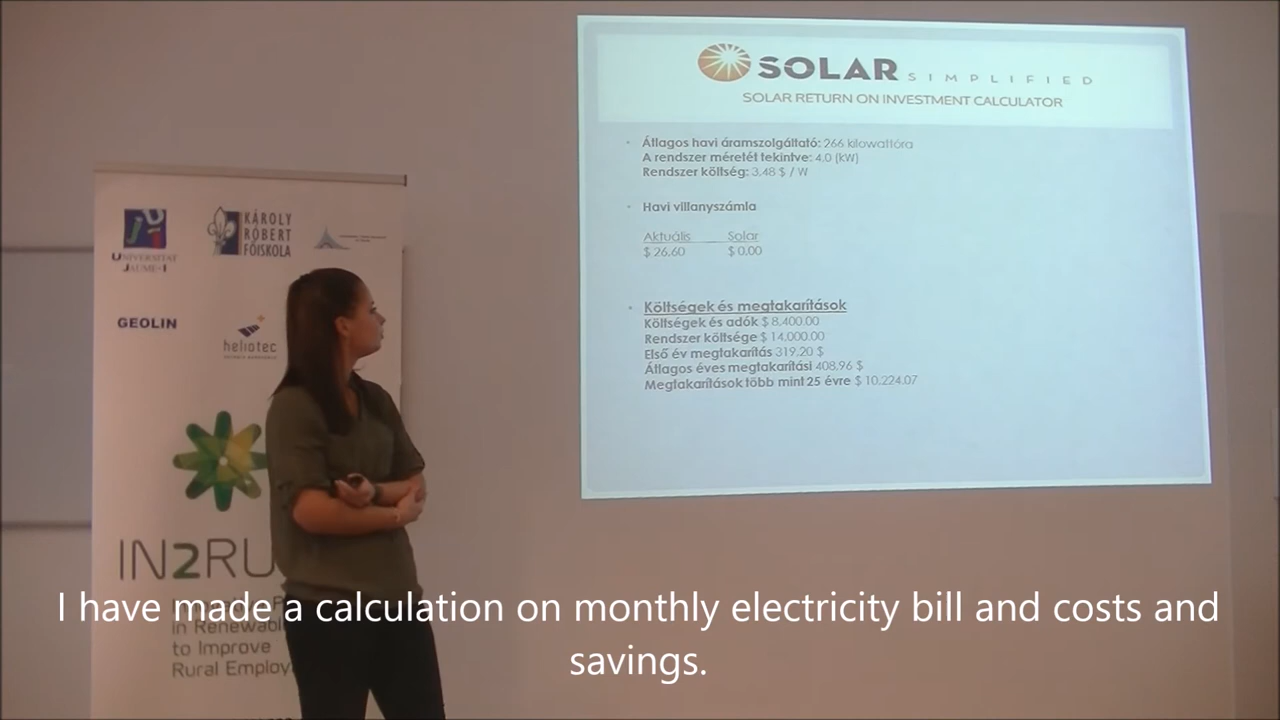 SOLAR SIMPLIFIED
SOLAR RETURN ON INVESTMENT CALCULATOR
Átlagos havi áramszolgáltató: 266 kilowattóra
A rendszer méretét tekintve: 4.0 (kW)
Rendszer költség: 3.48 $ / W
Havi villanyszámla
Aktuális Solar
$ 26.60 $ 0.00
Költségek és megtakarítások
Költségek és adók $ 8,400.00
Rendszer költsége $ 14,000.00
Első év megtakarítás 319.20 $
Átlagos éves megtakarítási 408.96 $
Megtakarítások több mint 25 évre $ 10,224.07
UNIVERSITAT
JAUME·I
KÁROLY
RÓBERT
FŐISKOLA
GEOLIN
heliotec
IN2RU
in Renewabl
to Improve
Rural Employ
I have made a calculation on monthly electricity bill and costs and
savings.